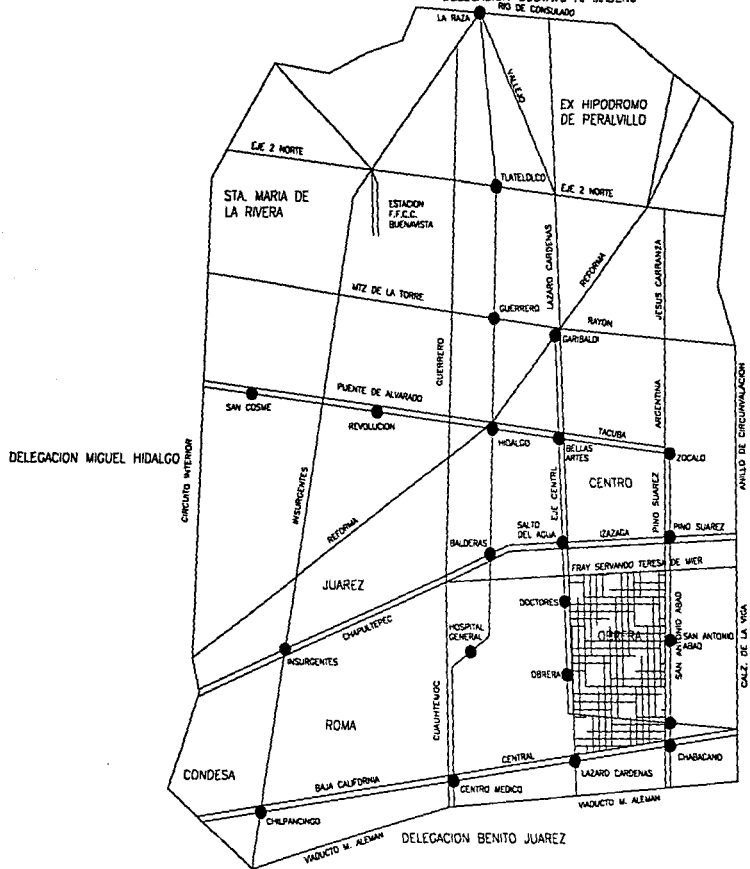 RIO DE CONSULADO
LA RAZA
VALLEJO
EX HIPODROMO
DE PERALVILLO
EJE 2 NORTE
TLATELOLCO
EJE 2 NORTE
STA. MARIA DE
LA RIVERA
ESTACION
F.F.C.C.
BUENAVISTA
LAZARO CARDENAS
REFORMA
JESUS CARRANZA
MTZ DE LA TORRE
GUERRERO
RAYON
GARIBALDI
GUERRERO
PUENTE DE ALVARADO
SAN COSME
REVOLUCION
HIDALGO
TACUBA
BELLAS
ARTES
ZOCALO
ARGENTINA
ANILLO DE CIRCUNVALACION
DELEGACION MIGUEL HIDALGO
CIRCUITO INTERIOR
INSURGENTES
REFORMA
CENTRO
EJE CENTRL
PINO SUAREZ
SALTO
DEL AGUA
IZAZAGA
PINO SUAREZ
BALDERAS
FRAY SERVANDO TERESA DE MIER
JUAREZ
CHAPULTEPEC
DOCTORES
HOSPITAL
GENERAL
OBRERA
SAN ANTONIO ABAD
SAN ANTONIO
ABAD
CALZ. DE LA VIGA
INSURGENTES
OBRERA
ROMA
CUAUHTEMOC
CONDESA
CENTRAL
CHABACANO
BAJA CALIFORNIA
LAZARO CARDENAS
CENTRO MEDICO
CHILPANCINGO
VIADUCTO M. ALEMAN
VIADUCTO M. ALEMAN
DELEGACION BENITO JUAREZ